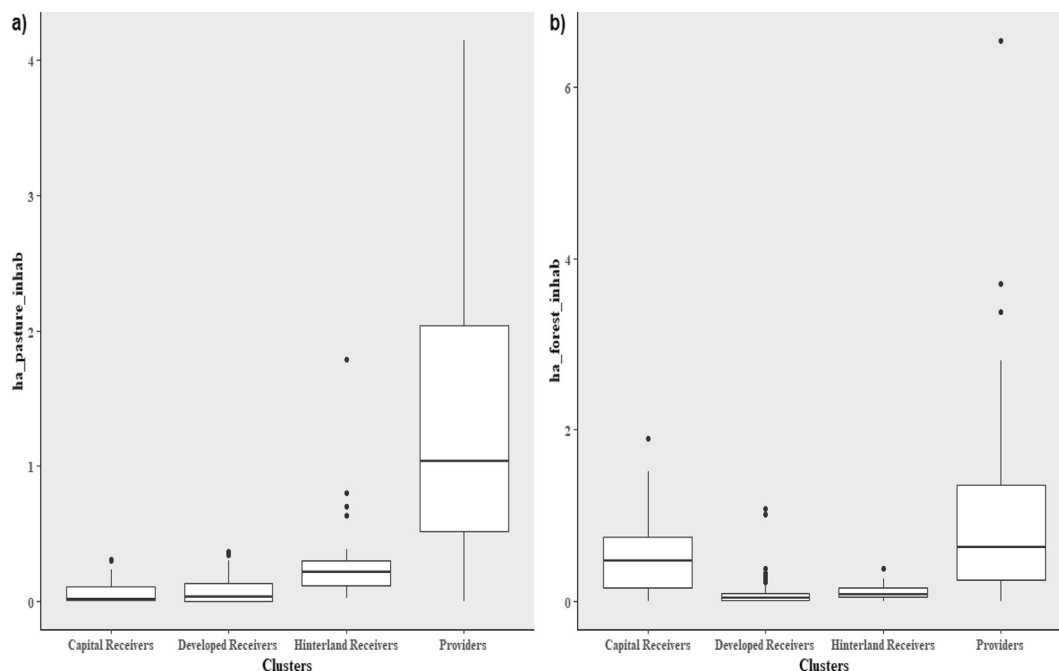 a)
ha_pasture_inhab
4
3
2
1
0
Capital Receivers Developed Receivers Hinterland Receivers Providers
Clusters
b)
ha_forest_inhab
6
4
2
0
Capital Receivers Developed Receivers Hinterland Receivers Providers
Clusters